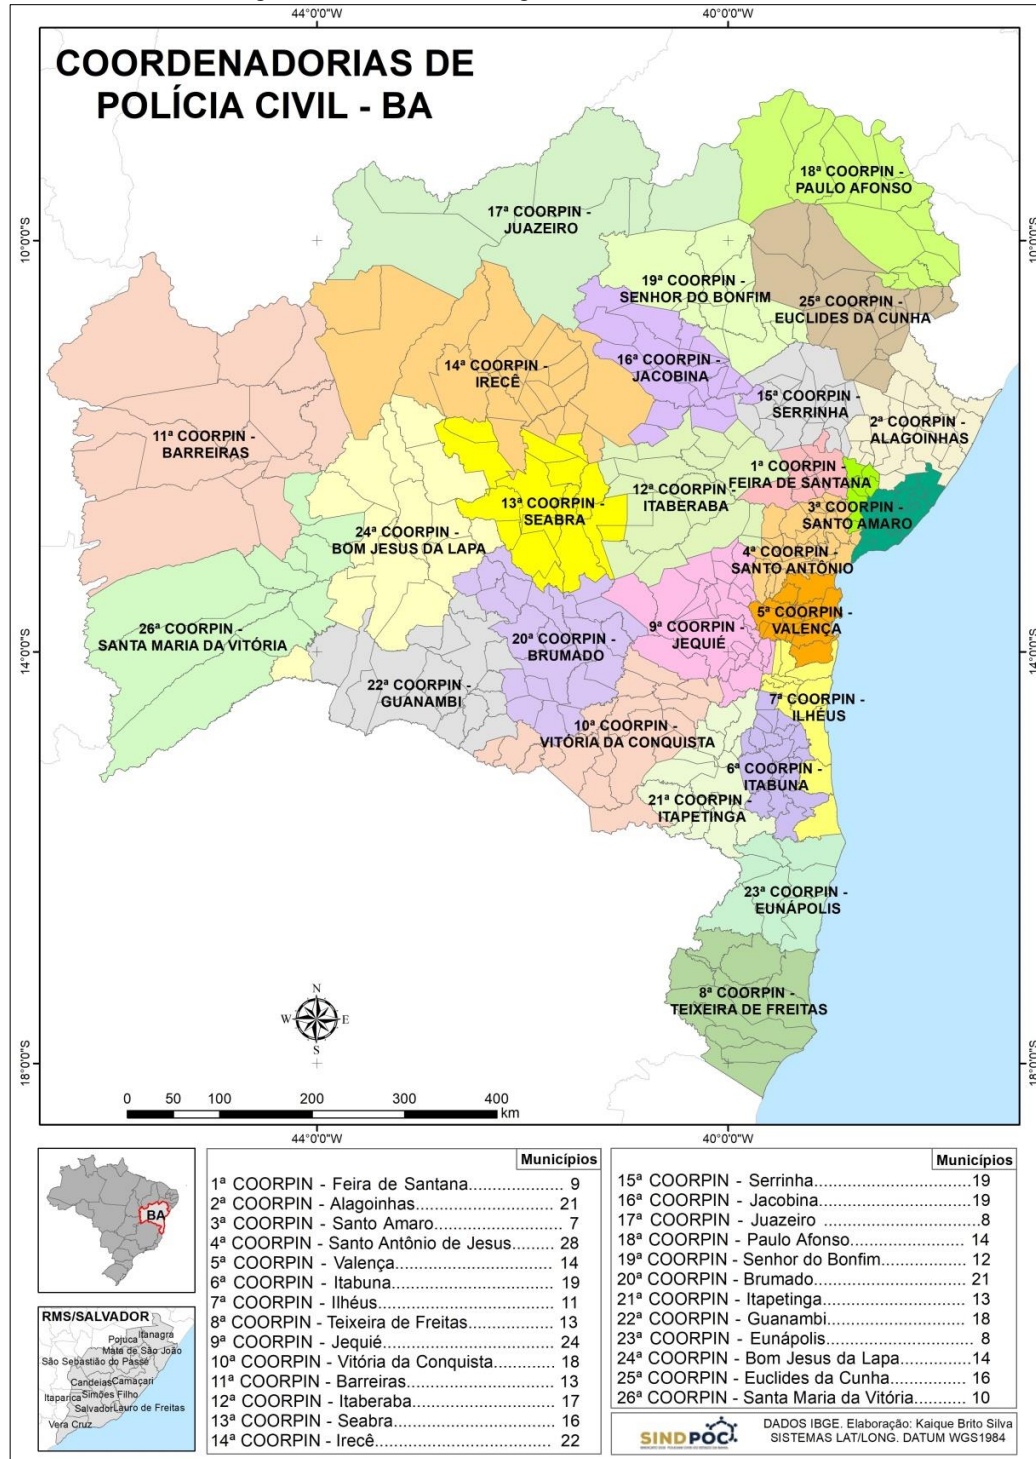 44°0'0"W 40°0'0"W
COORDENADORIAS DE
POLÍCIA CIVIL - BA
18ª COORPIN -
PAULO AFONSO
17ª COORPIN -
JUAZEIRO
10°0'0"S 10°0'0"S
19ª COORPIN -
SENHOR DO BONFIM
25ª COORPIN -
EUCLIDES DA CUNHA
14ª COORPIN -
IRECÊ
16ª COORPIN -
JACOBINA
15ª COORPIN -
SERRINHA
2ª COORPIN -
ALAGOINHAS
11ª COORPIN -
BARREIRAS
1ª COORPIN -
FEIRA DE SANTANA
12ª COORPIN -
ITABERABA
13ª COORPIN -
SEABRA
3ª COORPIN -
SANTO AMARO
24ª COORPIN -
BOM JESUS DA LAPA
4ª COORPIN -
SANTO ANTÔNIO
5ª COORPIN -
VALENÇA
26ª COORPIN -
SANTA MARIA DA VITÓRIA
20ª COORPIN -
BRUMADO
9ª COORPIN -
JEQUIÉ
14°0'0"S 14°0'0"S
22ª COORPIN -
GUANAMBI
7ª COORPIN -
ILHÉUS
10ª COORPIN -
VITÓRIA DA CONQUISTA
6ª COORPIN -
ITABUNA
21ª COORPIN -
ITAPETINGA
23ª COORPIN -
EUNÁPOLIS
8ª COORPIN -
TEIXEIRA DE FREITAS
N
W E
S
18°0'0"S 18°0'0"S
0 50 100 200 300 400
km
44°0'0"W 40°0'0"W
BA
RMS/SALVADOR
Itanagra
Pojuca
Mata de São João
São Sebastião do Passé
Candeias Camaçari
Itaparica Simões Filho
Salvador Lauro de Freitas
Vera Cruz
Municípios
1ª COORPIN - Feira de Santana.................... 9
2ª COORPIN - Alagoinhas............................ 21
3ª COORPIN - Santo Amaro......................... 7
4ª COORPIN - Santo Antônio de Jesus......... 28
5ª COORPIN - Valença................................ 14
6ª COORPIN - Itabuna................................. 19
7ª COORPIN - Ilhéus................................... 11
8ª COORPIN - Teixeira de Freitas................ 13
9ª COORPIN - Jequié.................................. 24
10ª COORPIN - Vitória da Conquista............ 18
11ª COORPIN - Barreiras............................. 13
12ª COORPIN - Itaberaba............................ 17
13ª COORPIN - Seabra................................ 16
14ª COORPIN - Irecê................................... 22
Municípios
15ª COORPIN - Serrinha.............................19
16ª COORPIN - Jacobina............................19
17ª COORPIN - Juazeiro .............................8
18ª COORPIN - Paulo Afonso..................... 14
19ª COORPIN - Senhor do Bonfim.............. 12
20ª COORPIN - Brumado........................... 21
21ª COORPIN - Itapetinga.......................... 13
22ª COORPIN - Guanambi......................... 18
23ª COORPIN - Eunápolis.......................... 8
24ª COORPIN - Bom Jesus da Lapa...........14
25ª COORPIN - Euclides da Cunha............ 16
26ª COORPIN - Santa Maria da Vitória........ 10
SINDPOC
DADOS IBGE. Elaboração: Kaique Brito Silva
SISTEMAS LAT/LONG. DATUM WGS1984